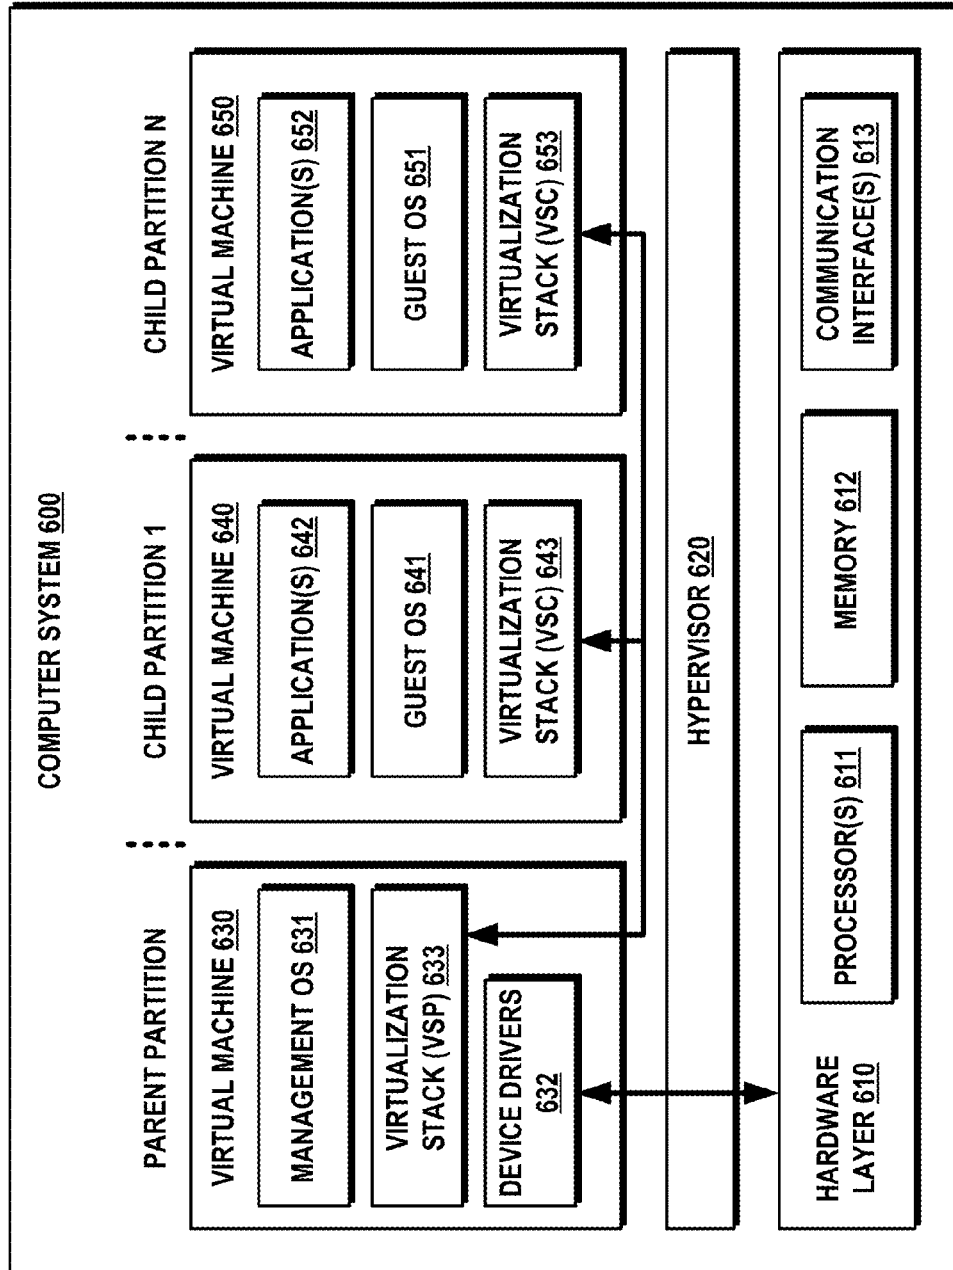 COMPUTER SYSTEM 600
PARENT PARTITION
CHILD PARTITION 1
CHILD PARTITION N
VIRTUAL MACHINE 630
MANAGEMENT OS 631
VIRTUALIZATION
STACK (VSP) 633
DEVICE DRIVERS
632
VIRTUAL MACHINE 640
APPLICATION(S) 642
GUEST OS 641
VIRTUALIZATION
STACK (VSC) 643
VIRTUAL MACHINE 650
APPLICATION(S) 652
GUEST OS 651
VIRTUALIZATION
STACK (VSC) 653
HYPERVISOR 620
HARDWARE
LAYER 610
PROCESSOR(S) 611
MEMORY 612
COMMUNICATION
INTERFACE(S) 613